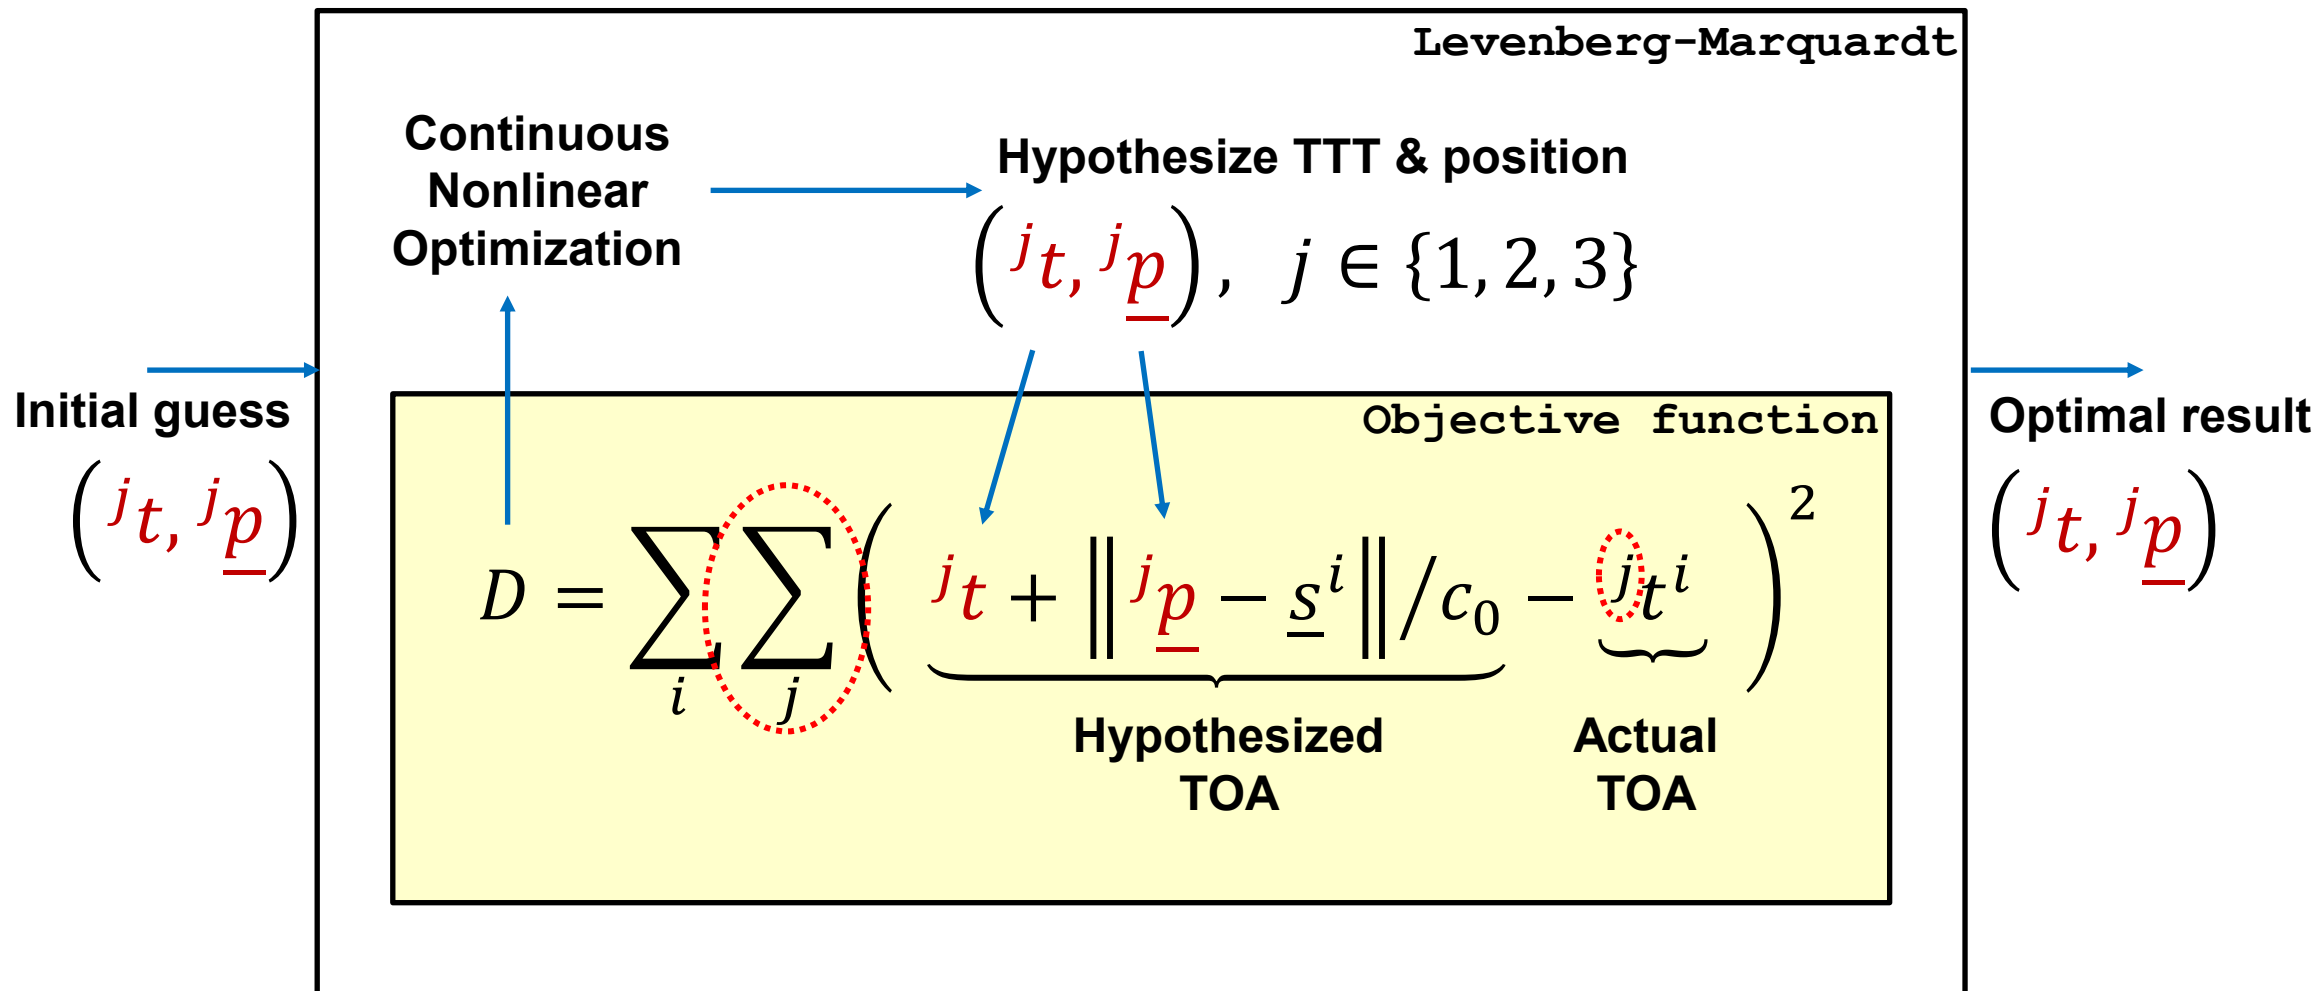 Levenberg-Marquardt
Continuous
Nonlinear
Optimization
Hypothesize TTT & position
(ʲt, ʲp̲), j ∈ {1, 2, 3}
Initial guess
(ʲt, ʲp̲)
Objective function
D = ∑ᵢ ∑ⱼ (ʲt + ‖ʲp̲ − s̲ⁱ‖/c₀ − ʲtⁱ)²
Hypothesized
TOA
Actual
TOA
Optimal result
(ʲt, ʲp̲)